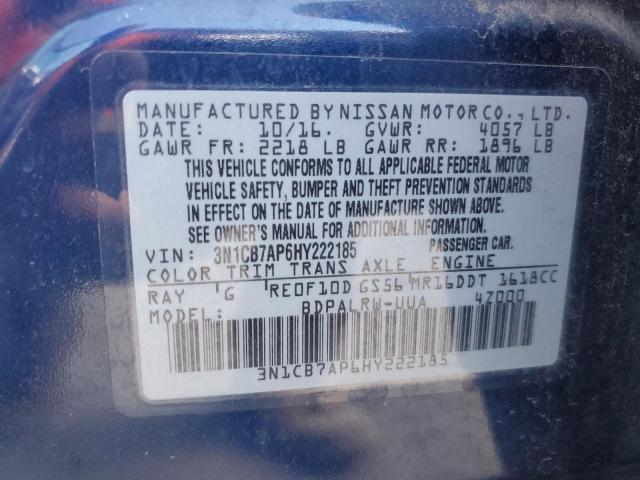 MANUFACTURED BY NISSAN MOTOR CO., LTD.
DATE: 10/16. GVWR: 4057 LB
GAWR FR: 2218 LB GAWR RR: 1896 LB
THIS VEHICLE CONFORMS TO ALL APPLICABLE FEDERAL MOTOR
VEHICLE SAFETY, BUMPER AND THEFT PREVENTION STANDARDS
IN EFFECT ON THE DATE OF MANUFACTURE SHOWN ABOVE.
SEE OWNER'S MANUAL FOR ADDITIONAL INFORMATION.
VIN: 3N1CB7AP6HY222185 PASSENGER CAR.
COLOR TRIM TRANS AXLE ENGINE
RAY G RE0F10D GS56 MR16DDT 1618CC
MODEL: BDPALRW-UUA 47000
3N1CB7AP6HY222185